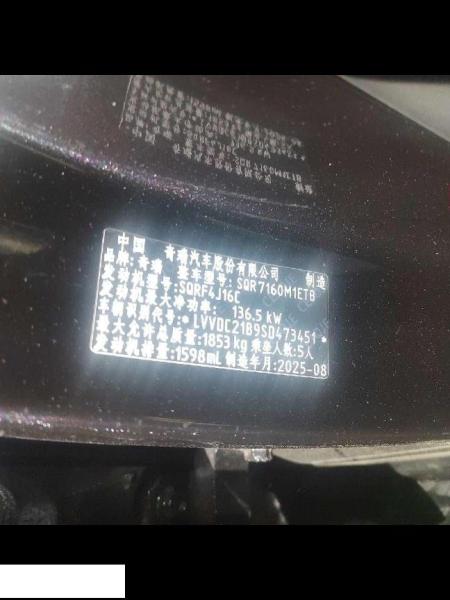 中国 奇瑞汽车股份有限公司 制造
品牌:奇瑞 整车型号:SQR7160M1ETB
发动机型号:SQRF4J16C
发动机最大净功率: 136.5 kW
车辆识别代号:●LVVDC21B9SD473451●
最大允许总质量:1853 kg 乘坐人数:5人
发动机排量:1598mL 制造年月:2025-08